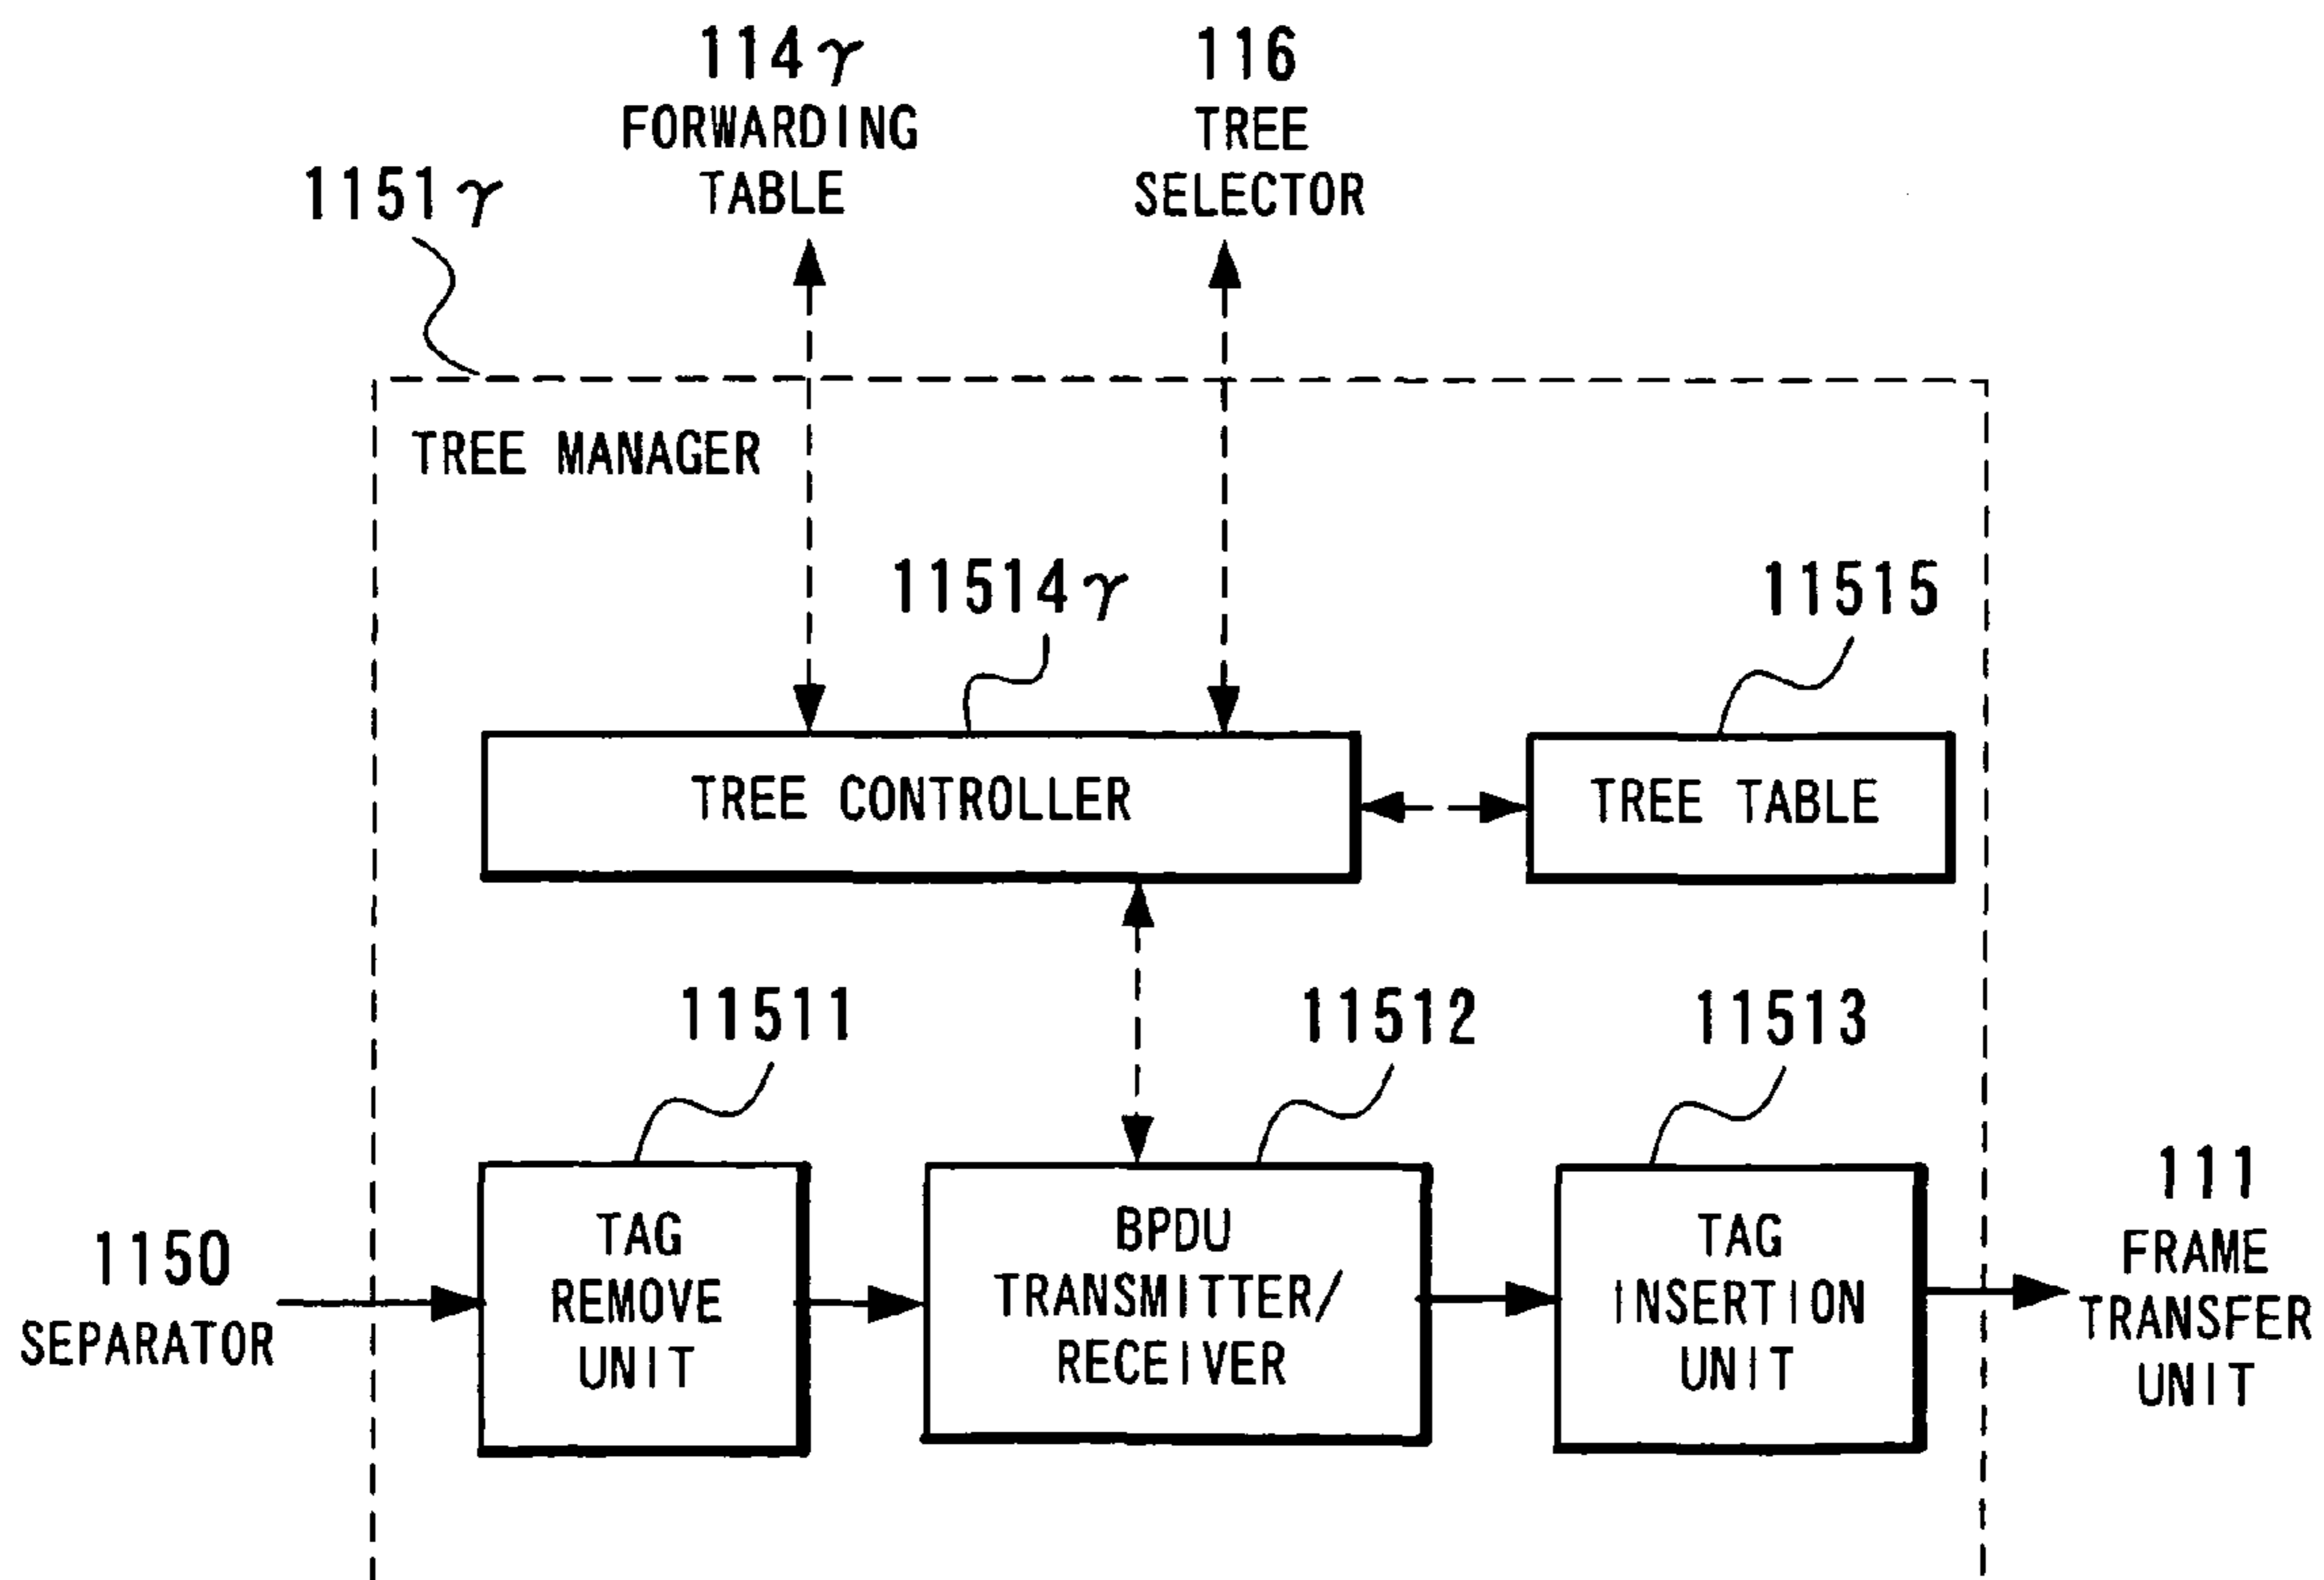 114γ
FORWARDING
TABLE
116
TREE
SELECTOR
1151γ
TREE MANAGER
11514γ
11515
TREE CONTROLLER
TREE TABLE
11511
11512
11513
1150
SEPARATOR
TAG
REMOVE
UNIT
BPDU
TRANSMITTER/
RECEIVER
TAG
INSERTION
UNIT
111
FRAME
TRANSFER
UNIT